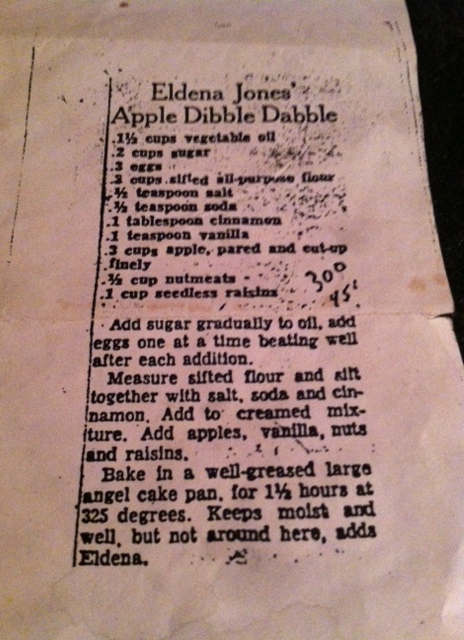 Eldena Jones'
Apple Dibble Dabble
1½ cups vegetable oil
2 cups sugar
3 eggs
3 cups sifted all-purpose flour
½ teaspoon salt
½ teaspoon soda
1 tablespoon cinnamon
1 teaspoon vanilla
3 cups apple, pared and cut-up
finely
½ cup nutmeats
1 cup seedless raisins
300
45'
Add sugar gradually to oil, add
eggs one at a time beating well
after each addition.
Measure sifted flour and sift
together with salt, soda and cin-
namon. Add to creamed mix-
ture. Add apples, vanilla, nuts
and raisins.
Bake in a well-greased large
angel cake pan, for 1½ hours at
325 degrees. Keeps moist and
well, but not around here, adds
Eldena.